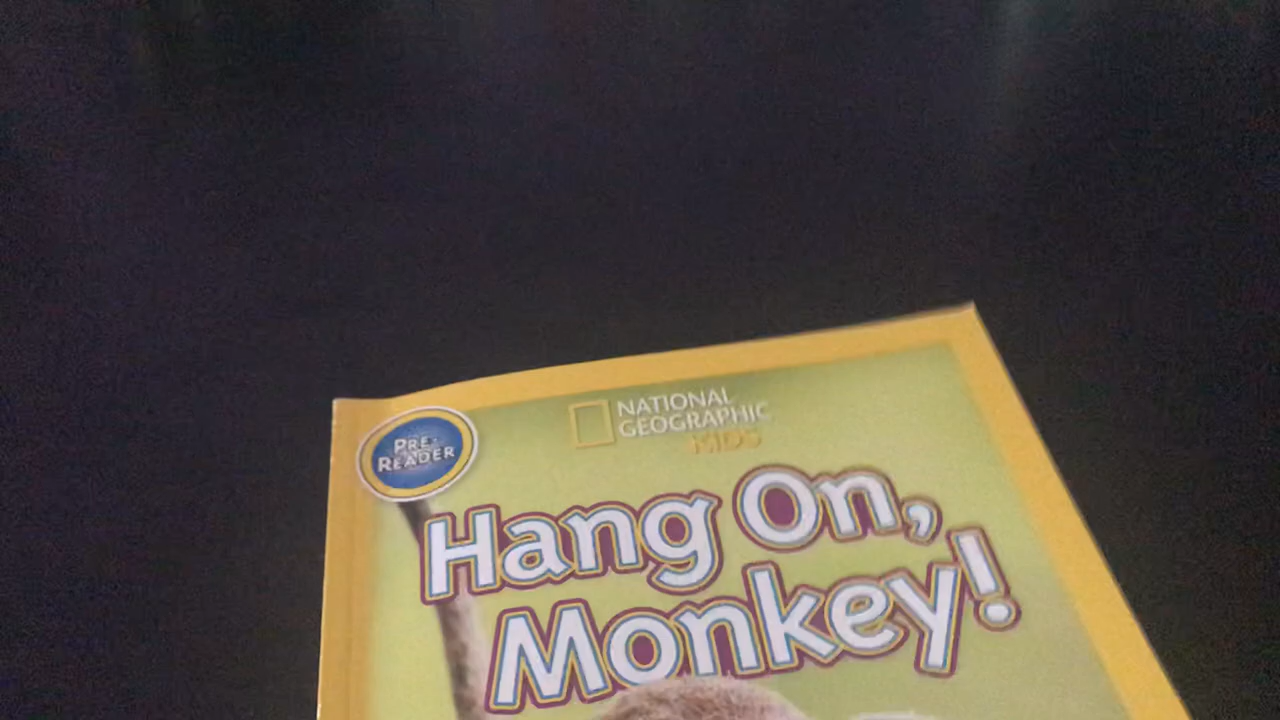 PRE-
READER
NATIONAL
GEOGRAPHIC
KIDS
Hang On,
Monkey!